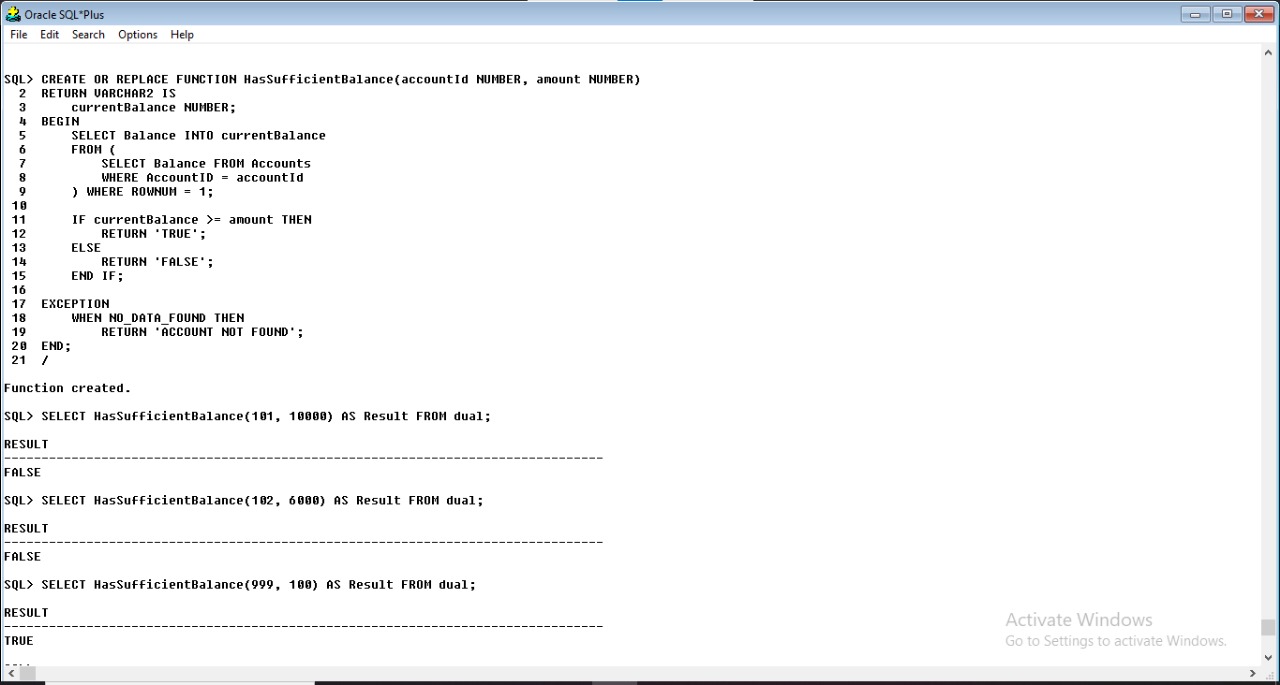 Oracle SQL*Plus
File Edit Search Options Help
SQL> CREATE OR REPLACE FUNCTION HasSufficientBalance(accountId NUMBER, amount NUMBER)
  2  RETURN VARCHAR2 IS
  3      currentBalance NUMBER;
  4  BEGIN
  5      SELECT Balance INTO currentBalance
  6      FROM (
  7          SELECT Balance FROM Accounts
  8          WHERE AccountID = accountId
  9      ) WHERE ROWNUM = 1;
 10
 11      IF currentBalance >= amount THEN
 12          RETURN 'TRUE';
 13      ELSE
 14          RETURN 'FALSE';
 15      END IF;
 16
 17  EXCEPTION
 18      WHEN NO_DATA_FOUND THEN
 19          RETURN 'ACCOUNT NOT FOUND';
 20  END;
 21  /
Function created.
SQL> SELECT HasSufficientBalance(101, 10000) AS Result FROM dual;
RESULT
--------------------------------------------------------------------------------
FALSE
SQL> SELECT HasSufficientBalance(102, 6000) AS Result FROM dual;
RESULT
--------------------------------------------------------------------------------
FALSE
SQL> SELECT HasSufficientBalance(999, 100) AS Result FROM dual;
RESULT
--------------------------------------------------------------------------------
TRUE
Activate Windows
Go to Settings to activate Windows.